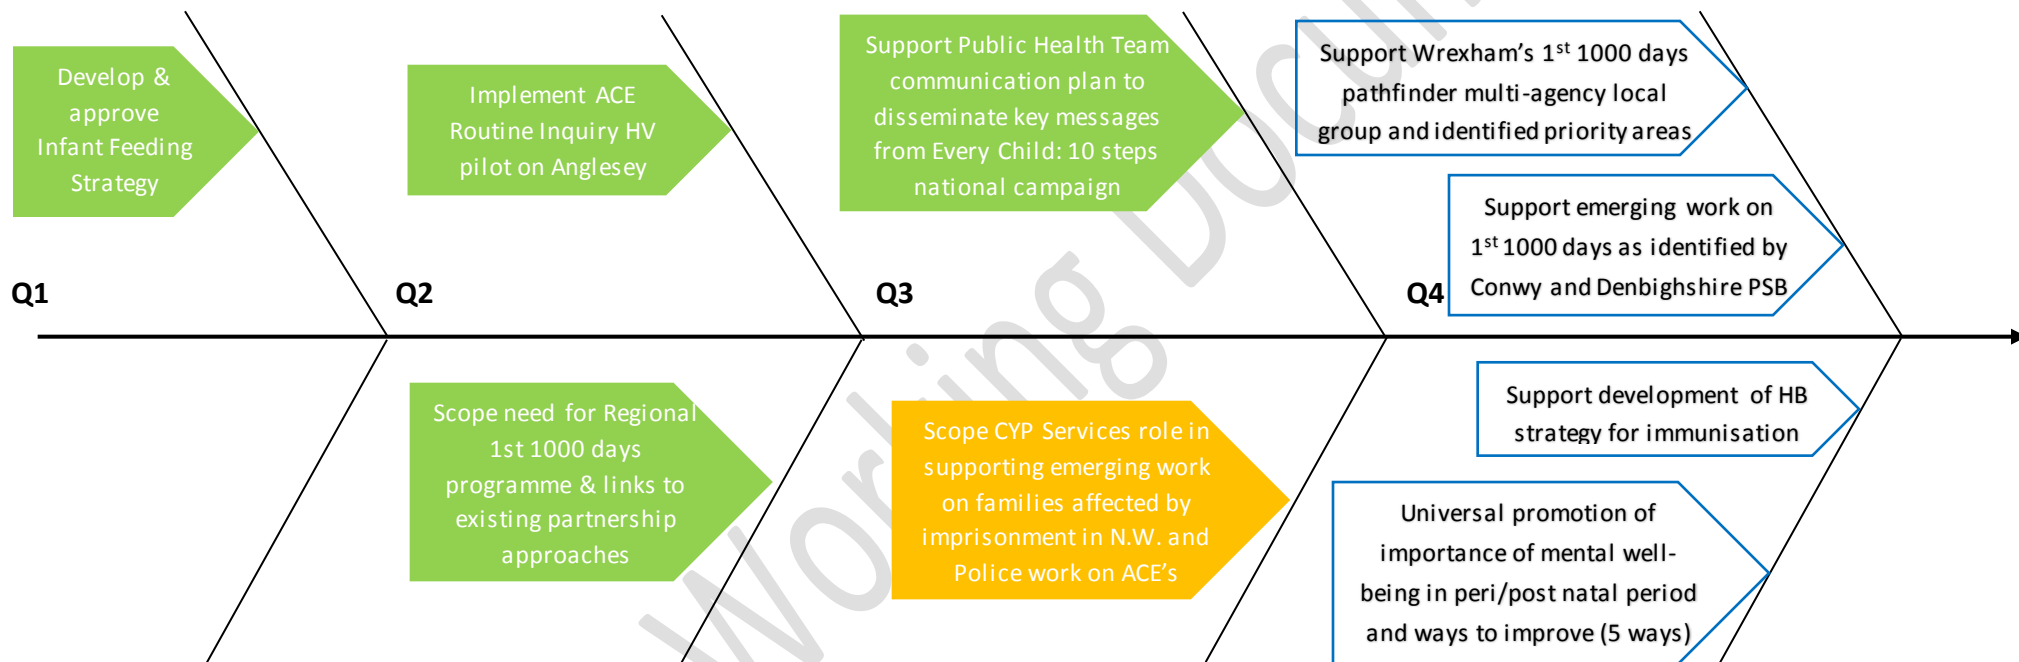 Develop &
approve
Infant Feeding
Strategy
Implement ACE
Routine Inquiry HV
pilot on Anglesey
Support Public Health Team
communication plan to
disseminate key messages
from Every Child: 10 steps
national campaign
Support Wrexham’s 1st 1000 days
pathfinder multi-agency local
group and identified priority areas
Support emerging work on
1st 1000 days as identified by
Conwy and Denbighshire PSB
Q1
Q2
Q3
Q4
Scope need for Regional
1st 1000 days
programme & links to
existing partnership
approaches
Scope CYP Services role in
supporting emerging work
on families affected by
imprisonment in N.W. and
Police work on ACE’s
Support development of HB
strategy for immunisation
Universal promotion of
importance of mental well-
being in peri/post natal period
and ways to improve (5 ways)
Working Docu